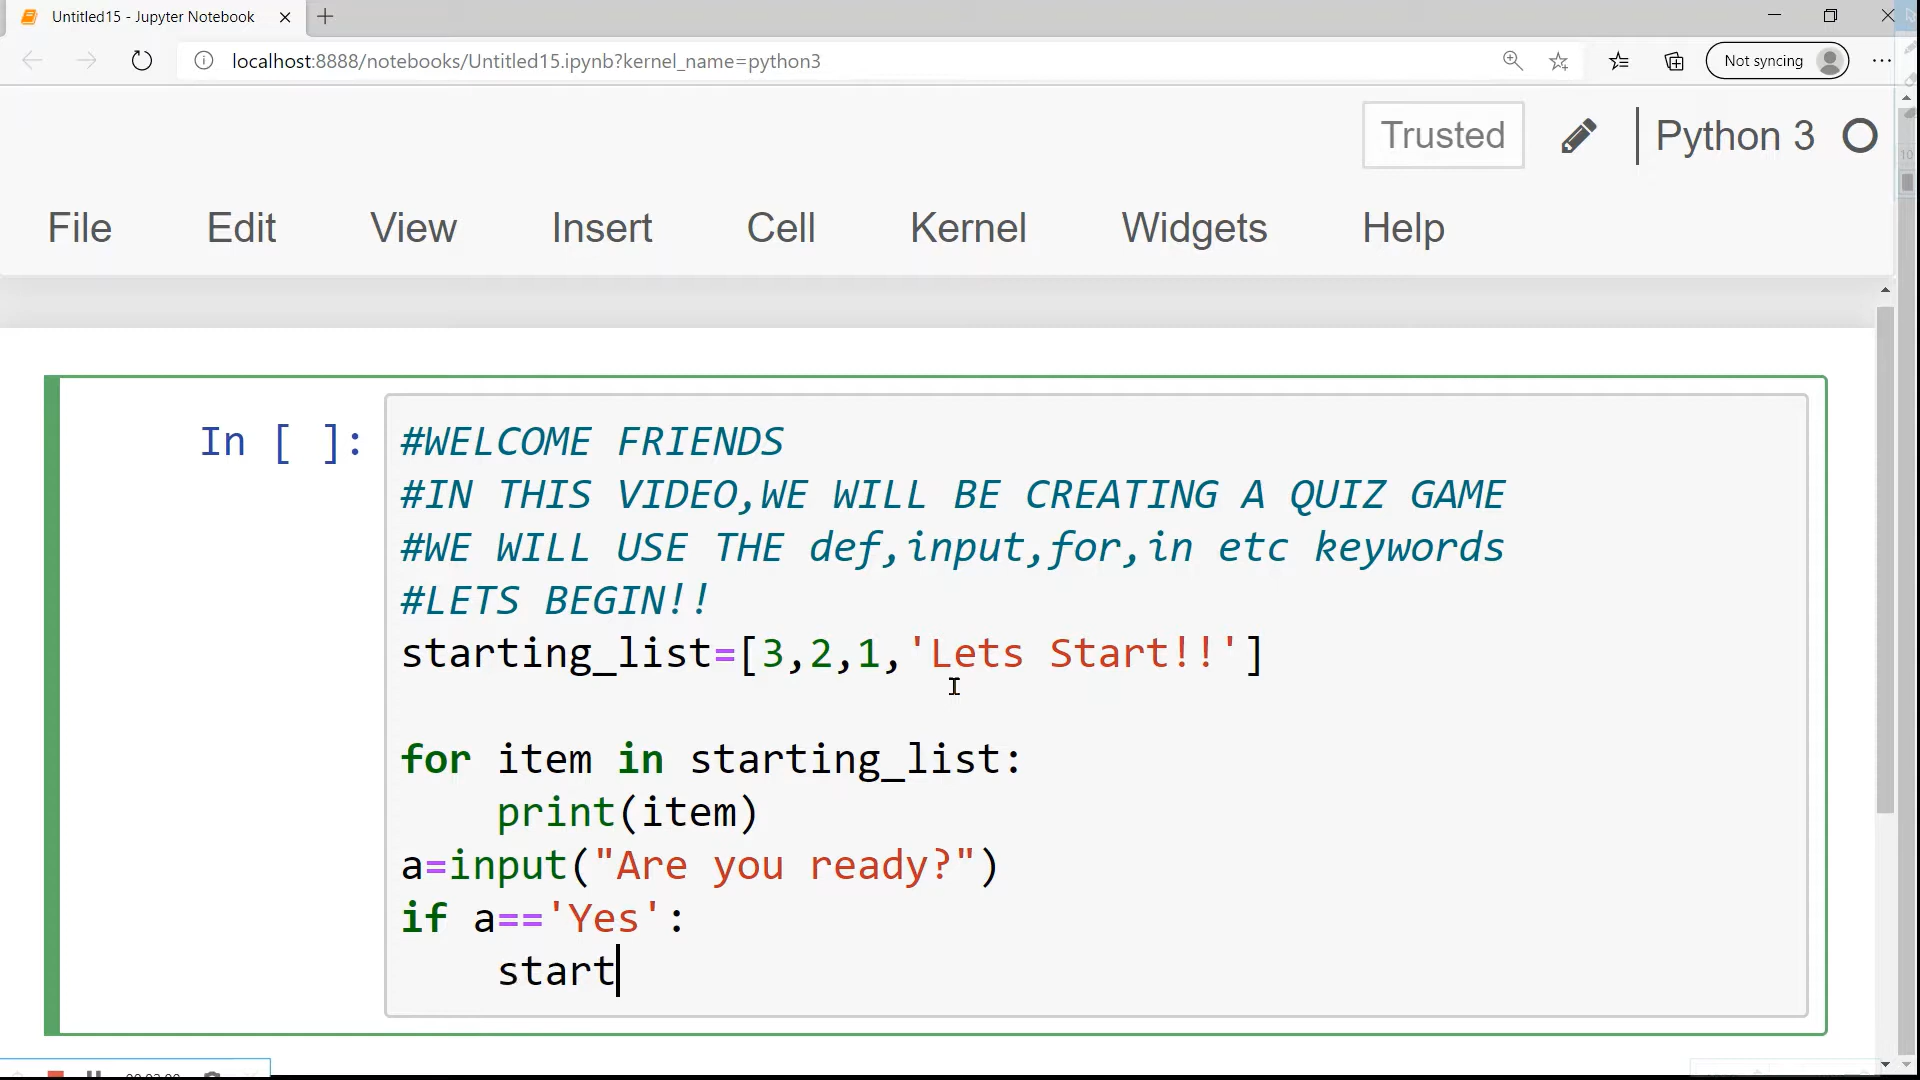 Untitled15 - Jupyter Notebook
localhost:8888/notebooks/Untitled15.ipynb?kernel_name=python3
Not syncing
Trusted
Python 3
File Edit View Insert Cell Kernel Widgets Help
In [ ]:
#WELCOME FRIENDS
#IN THIS VIDEO,WE WILL BE CREATING A QUIZ GAME
#WE WILL USE THE def,input,for,in etc keywords
#LETS BEGIN!!
starting_list=[3,2,1,'Lets Start!!']
for item in starting_list:
    print(item)
a=input("Are you ready?")
if a=='Yes':
    start